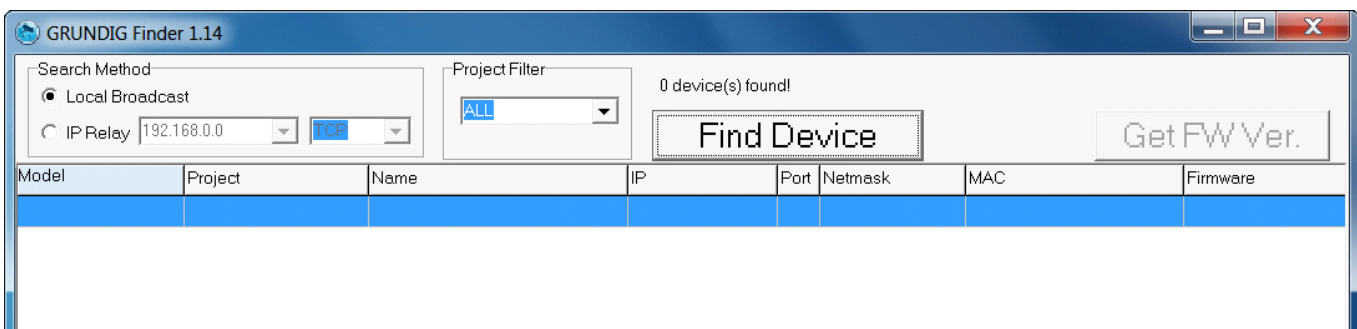 GRUNDIG Finder 1.14
Search Method
Local Broadcast
IP Relay 192.168.0.0 TCP
Project Filter
ALL
0 device(s) found!
Find Device
Get FW Ver.
Model Project Name IP Port Netmask MAC Firmware